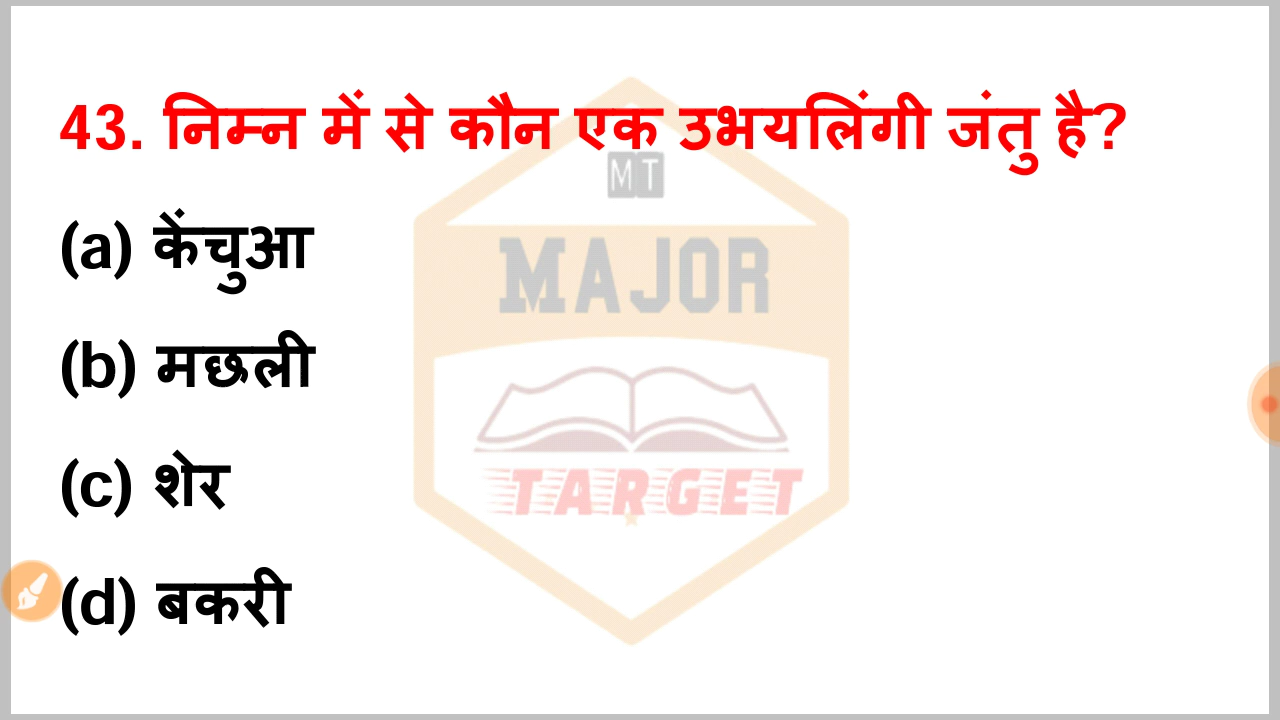 43. निम्न में से कौन एक उभयलिंगी जंतु है?
MT
(a) केंचुआ
MAJOR
(b) मछली
(c) शेर
TARGET
(d) बकरी